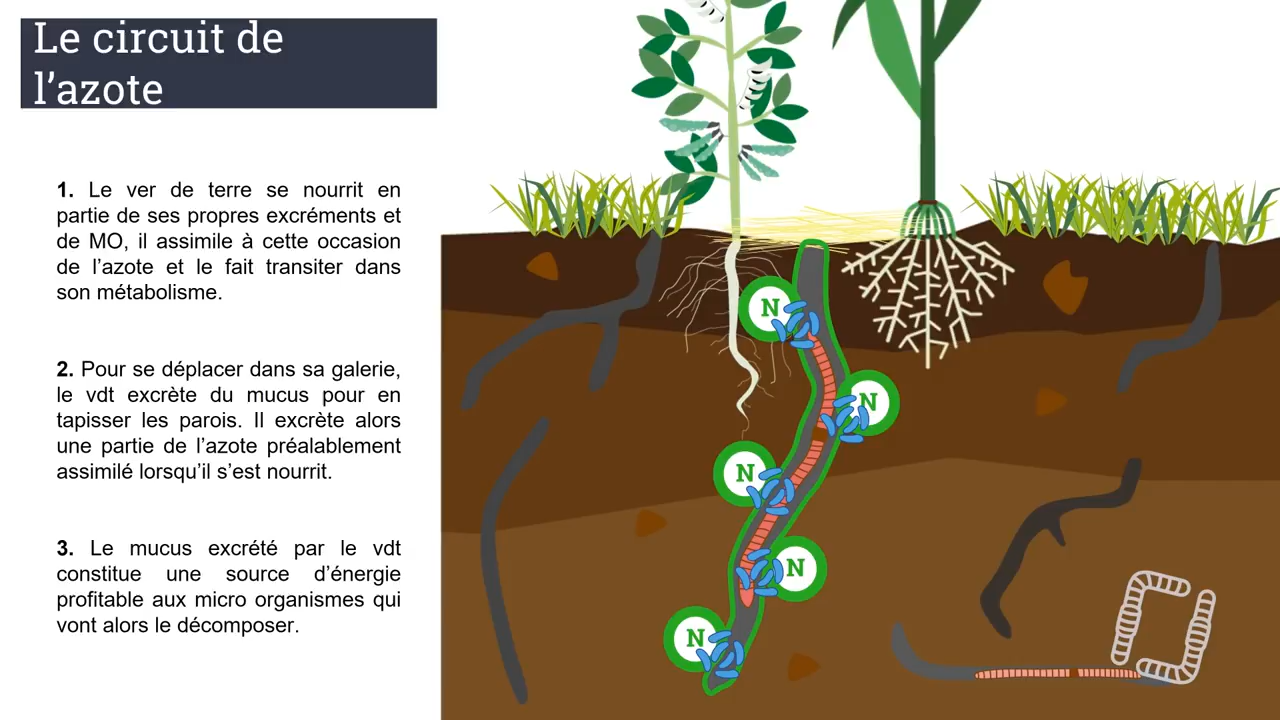 Le circuit de
l’azote
1. Le ver de terre se nourrit en
partie de ses propres excréments et
de MO, il assimile à cette occasion
de l’azote et le fait transiter dans
son métabolisme.
2. Pour se déplacer dans sa galerie,
le vdt excrète du mucus pour en
tapisser les parois. Il excrète alors
une partie de l’azote préalablement
assimilé lorsqu’il s’est nourrit.
3. Le mucus excrété par le vdt
constitue une source d’énergie
profitable aux micro organismes qui
vont alors le décomposer.
N
N
N
N
N